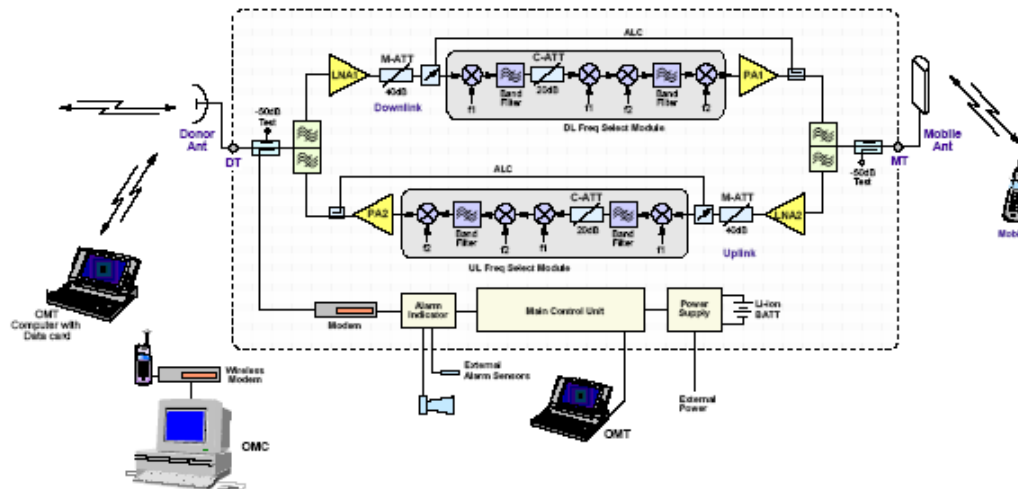 ALC
M-ATT
C-ATT
LNA1
PA1
40dB
20dB
Downlink
f1
Band
Filter
f1
f2
Band
Filter
f2
DL Freq Select Module
-50dB
Test
Donor
Ant
DT
Mobile
Ant
MT
-50dB
Test
ALC
C-ATT
M-ATT
PA2
LNA2
20dB
40dB
f2
Band
Filter
f2
f1
Band
Filter
f1
Uplink
UL Freq Select Module
OMT
Computer with
Data card
Modem
Alarm
Indicator
Main Control Unit
Power
Supply
Li-Ion
BATT
Wireless
Modem
External
Alarm Sensors
External
Power
OMT
OMC